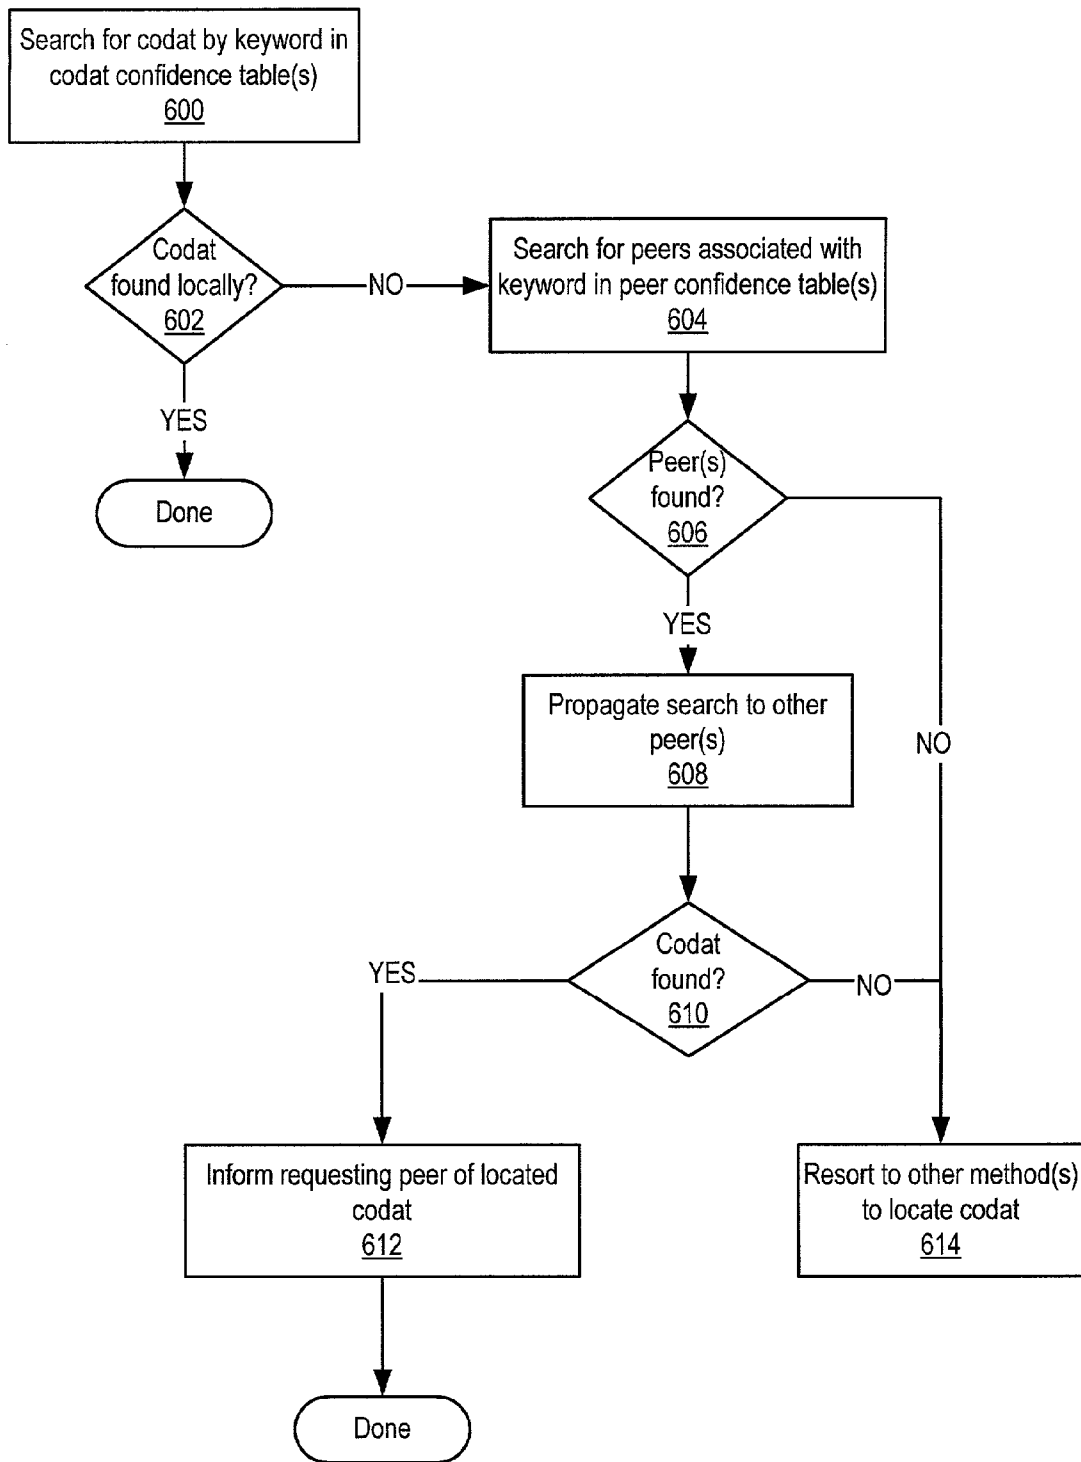 Search for codat by keyword in
codat confidence table(s)
600
Codat
found locally?
602
NO
Search for peers associated with
keyword in peer confidence table(s)
604
YES
Done
Peer(s)
found?
606
YES
Propagate search to other
peer(s)
608
NO
Codat
found?
610
YES
NO
Inform requesting peer of located
codat
612
Resort to other method(s)
to locate codat
614
Done